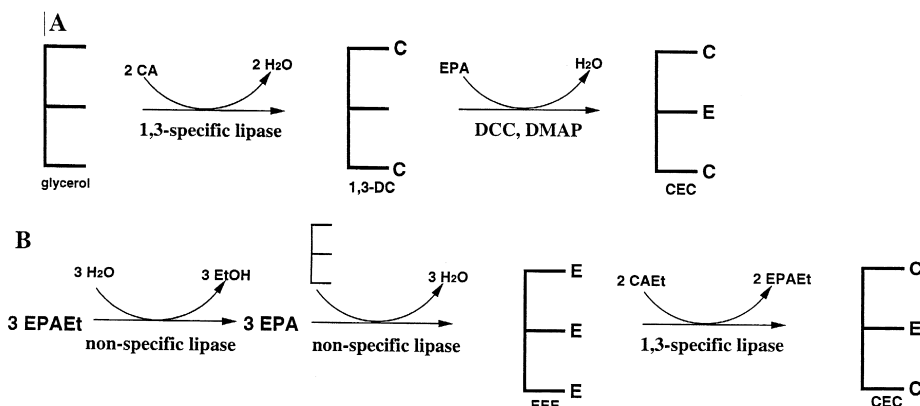 A
2 CA
2 H2O
1,3-specific lipase
glycerol
C
C
1,3-DC
EPA
H2O
DCC, DMAP
C
E
C
CEC
B
3 EPAEt
3 H2O
3 EtOH
non-specific lipase
3 EPA
3 H2O
non-specific lipase
E
E
E
EEE
2 CAEt
2 EPAEt
1,3-specific lipase
C
E
C
CEC